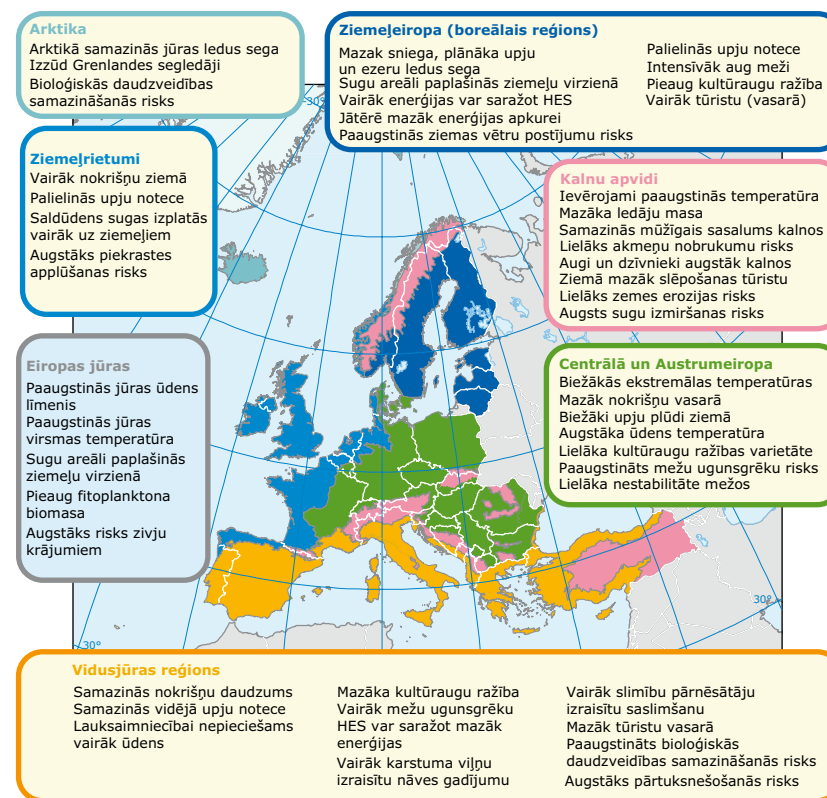 Arktika
Arktikā samazinās jūras ledus sega
Izzūd Grenlandes segledāji
Bioloģiskās daudzveidības
samazināšanās risks
Ziemeļeiropa (boreālais reģions)
Mazak sniega, plānāka upju
un ezeru ledus sega
Sugu areāli paplašinās ziemeļu virzienā
Vairāk enerģijas var saražot HES
Jātērē mazāk enerģijas apkurei
Paaugstinās ziemas vētru postījumu risks
Palielinās upju notece
Intensīvāk aug meži
Pieaug kultūraugu ražība
Vairāk tūristu (vasarā)
-30°
Ziemeļrietumi
Vairāk nokrišņu ziemā
Palielinās upju notece
Saldūdens sugas izplatās
vairāk uz ziemeļiem
Augstāks piekrastes
applūšanas risks
Kalnu apvidi
Ievērojami paaugstinās temperatūra
Mazāka ledāju masa
Samazinās mūžīgais sasalums kalnos
Lielāks akmeņu nobrukumu risks
Augi un dzīvnieki augstāk kalnos
Ziemā mazāk slēpošanas tūristu
Lielāks zemes erozijas risks
Augsts sugu izmiršanas risks
Eiropas jūras
Paaugstinās jūras ūdens
līmenis
Paaugstinās jūras
virsmas temperatūra
Sugu areāli paplašinās
ziemeļu virzienā
Pieaug fitoplanktona
biomasa
Augstāks risks zivju
krājumiem
Centrālā un Austrumeiropa
Biežākās ekstremālas temperatūras
Mazāk nokrišņu vasarā
Biežāki upju plūdi ziemā
Augstāka ūdens temperatūra
Lielāka kultūraugu ražības varietāte
Paaugstināts mežu ugunsgrēku risks
Lielāka nestabilitāte mežos
30°
30°
Vidusjūras reģions
Samazinās nokrišņu daudzums
Samazinās vidējā upju notece
Lauksaimniecībai nepieciešams
vairāk ūdens
Mazāka kultūraugu ražība
Vairāk mežu ugunsgrēku
HES var saražot mazāk
enerģijas
Vairāk karstuma viļņu
izraisītu nāves gadījumu
Vairāk slimību pārnēsātāju
izraisītu saslimšanu
Mazāk tūristu vasarā
Paaugstināts bioloģiskās
daudzveidības samazināšanās risks
Augstāks pārtuksnešošanās risks